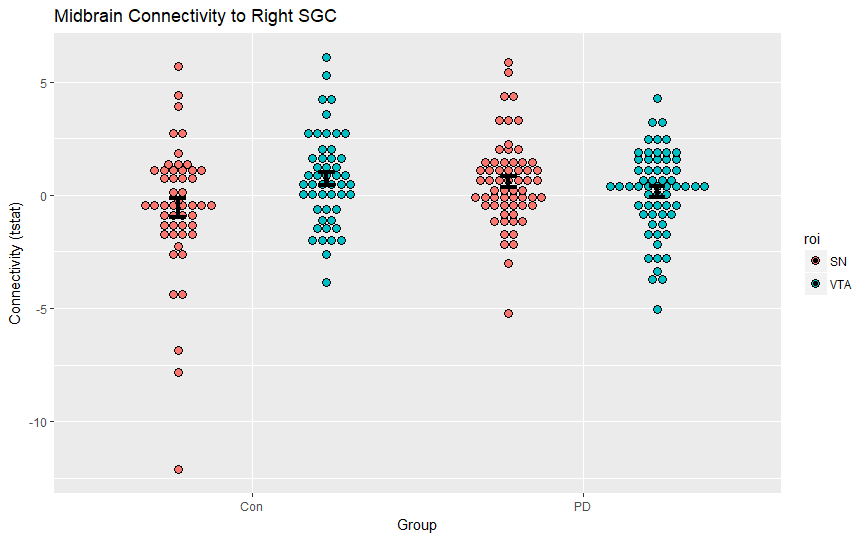 Midbrain Connectivity to Right SGC
Connectivity (tstat)
5
0
-5
-10
Con
PD
Group
roi
SN
VTA